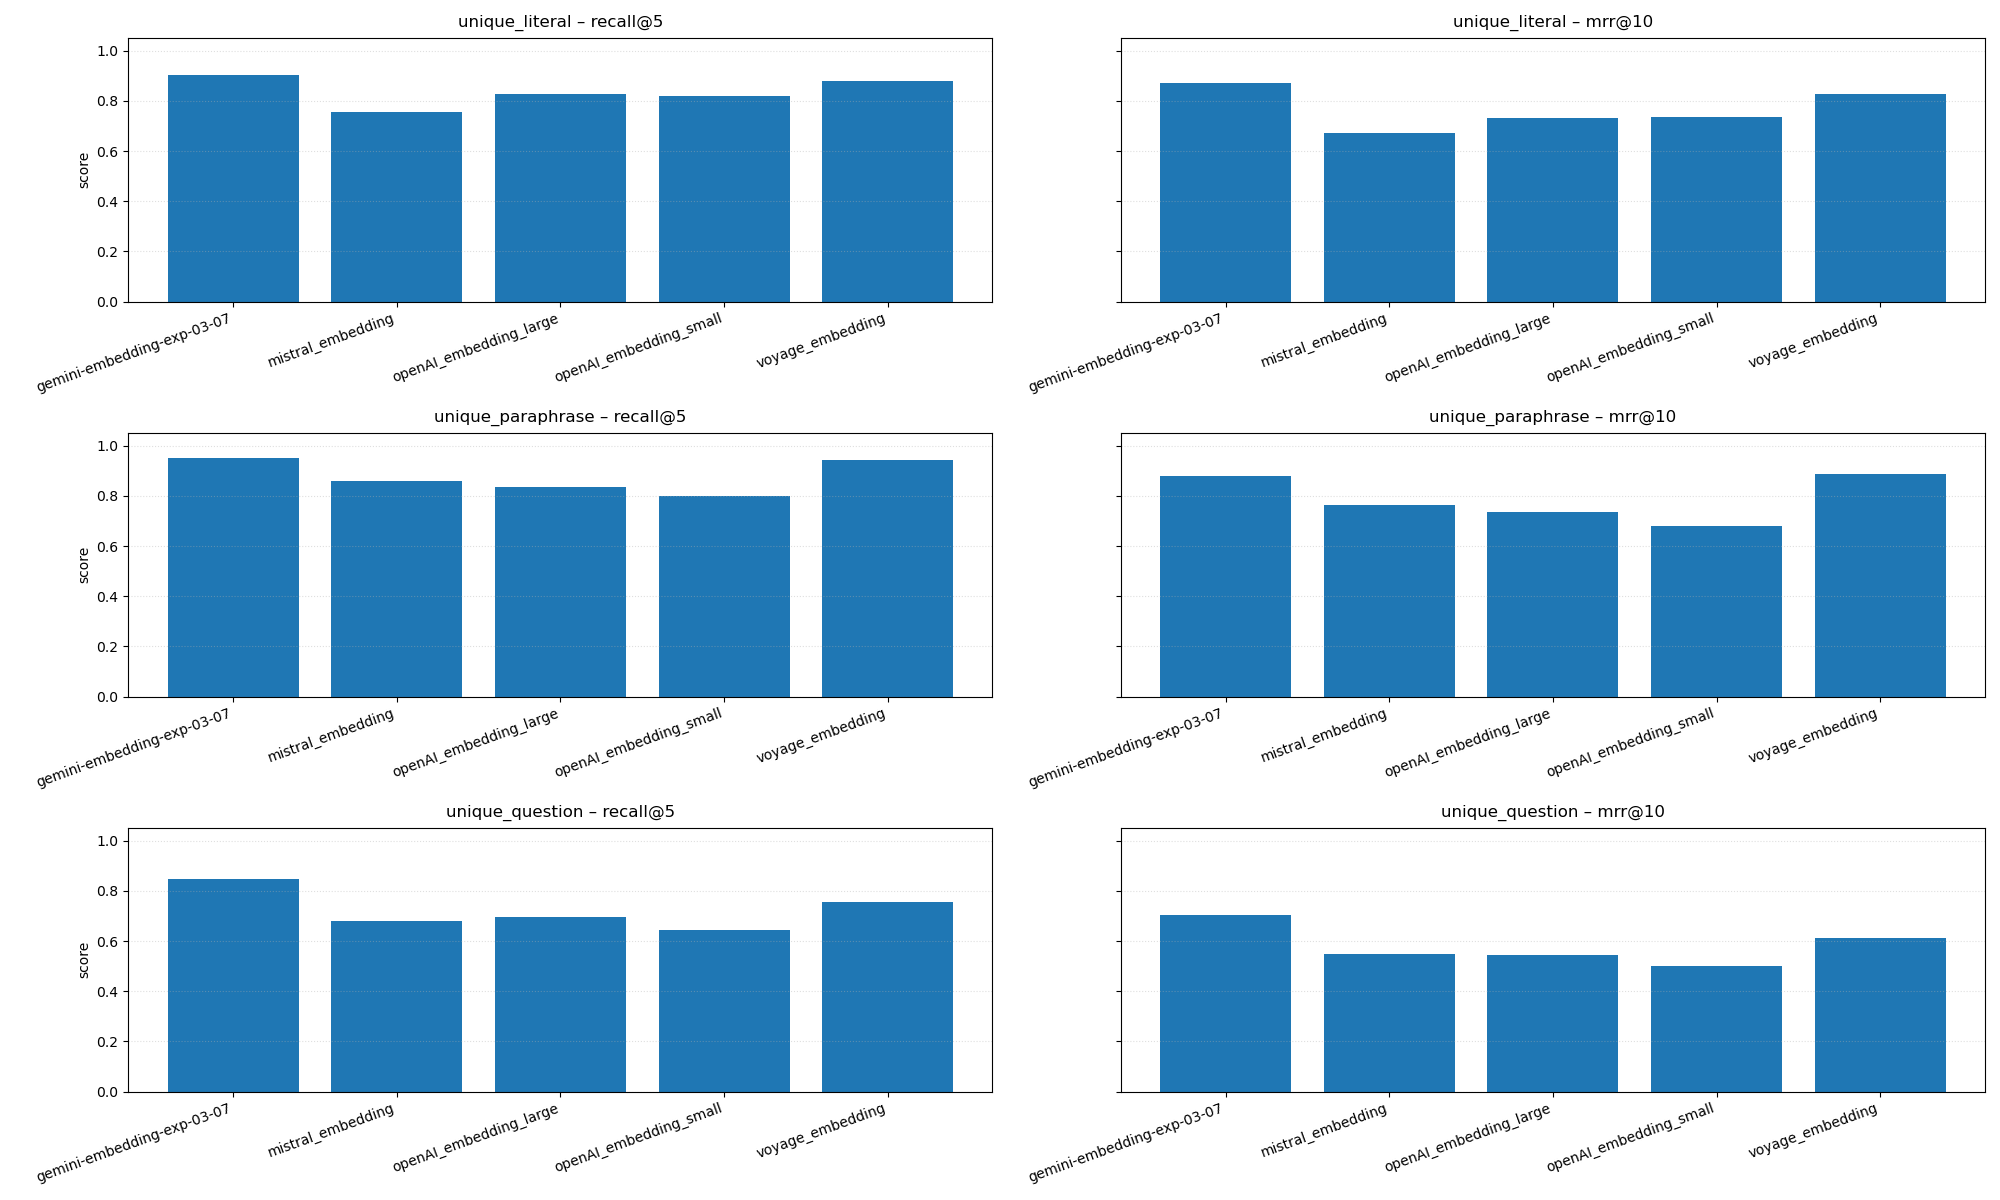 unique_literal – recall@5
unique_literal – mrr@10
score
1.0
0.8
0.6
0.4
0.2
0.0
gemini-embedding-exp-03-07
mistral_embedding
openAI_embedding_large
openAI_embedding_small
voyage_embedding
gemini-embedding-exp-03-07
mistral_embedding
openAI_embedding_large
openAI_embedding_small
voyage_embedding
unique_paraphrase – recall@5
unique_paraphrase – mrr@10
score
1.0
0.8
0.6
0.4
0.2
0.0
gemini-embedding-exp-03-07
mistral_embedding
openAI_embedding_large
openAI_embedding_small
voyage_embedding
gemini-embedding-exp-03-07
mistral_embedding
openAI_embedding_large
openAI_embedding_small
voyage_embedding
unique_question – recall@5
unique_question – mrr@10
score
1.0
0.8
0.6
0.4
0.2
0.0
gemini-embedding-exp-03-07
mistral_embedding
openAI_embedding_large
openAI_embedding_small
voyage_embedding
gemini-embedding-exp-03-07
mistral_embedding
openAI_embedding_large
openAI_embedding_small
voyage_embedding